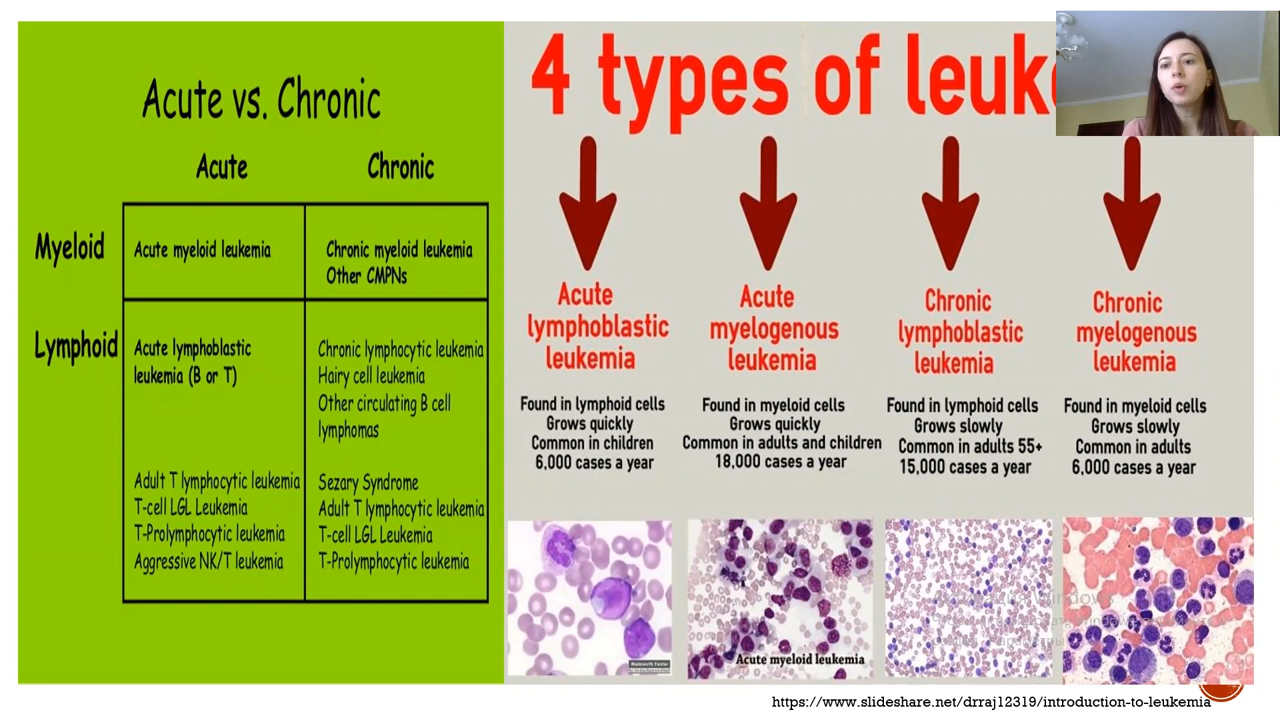 Acute vs. Chronic
Acute
Chronic
Myeloid
Acute myeloid leukemia
Chronic myeloid leukemia
Other CMPNs
Lymphoid
Acute lymphoblastic
leukemia (B or T)
Chronic lymphocytic leukemia
Hairy cell leukemia
Other circulating B cell
lymphomas
Adult T lymphocytic leukemia
T-cell LGL Leukemia
T-Prolymphocytic leukemia
Aggressive NK/T leukemia
Sezary Syndrome
Adult T lymphocytic leukemia
T-cell LGL Leukemia
T-Prolymphocytic leukemia
4 types of leuk
Acute
lymphoblastic
leukemia
Found in lymphoid cells
Grows quickly
Common in children
6,000 cases a year
Acute
myelogenous
leukemia
Found in myeloid cells
Grows quickly
Common in adults and children
18,000 cases a year
Chronic
lymphoblastic
leukemia
Found in lymphoid cells
Grows slowly
Common in adults 55+
15,000 cases a year
Chronic
myelogenous
leukemia
Found in myeloid cells
Grows slowly
Common in adults
6,000 cases a year
Acute myeloid leukemia
https://www.slideshare.net/drraj12319/introduction-to-leukemia